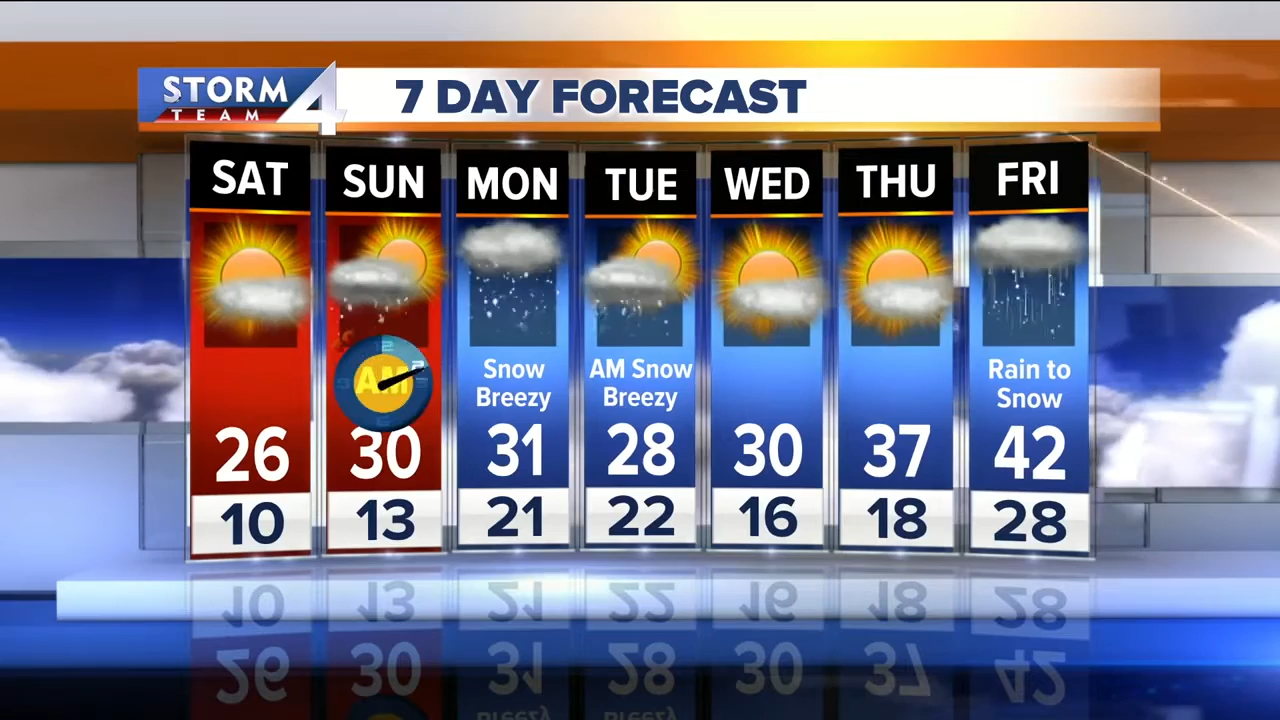 STORM
TEAM 4
7 DAY FORECAST
SAT SUN MON TUE WED THU FRI
AM
Snow
Breezy
AM Snow
Breezy
Rain to
Snow
26 30 31 28 30 37 42
10 13 21 22 16 18 28